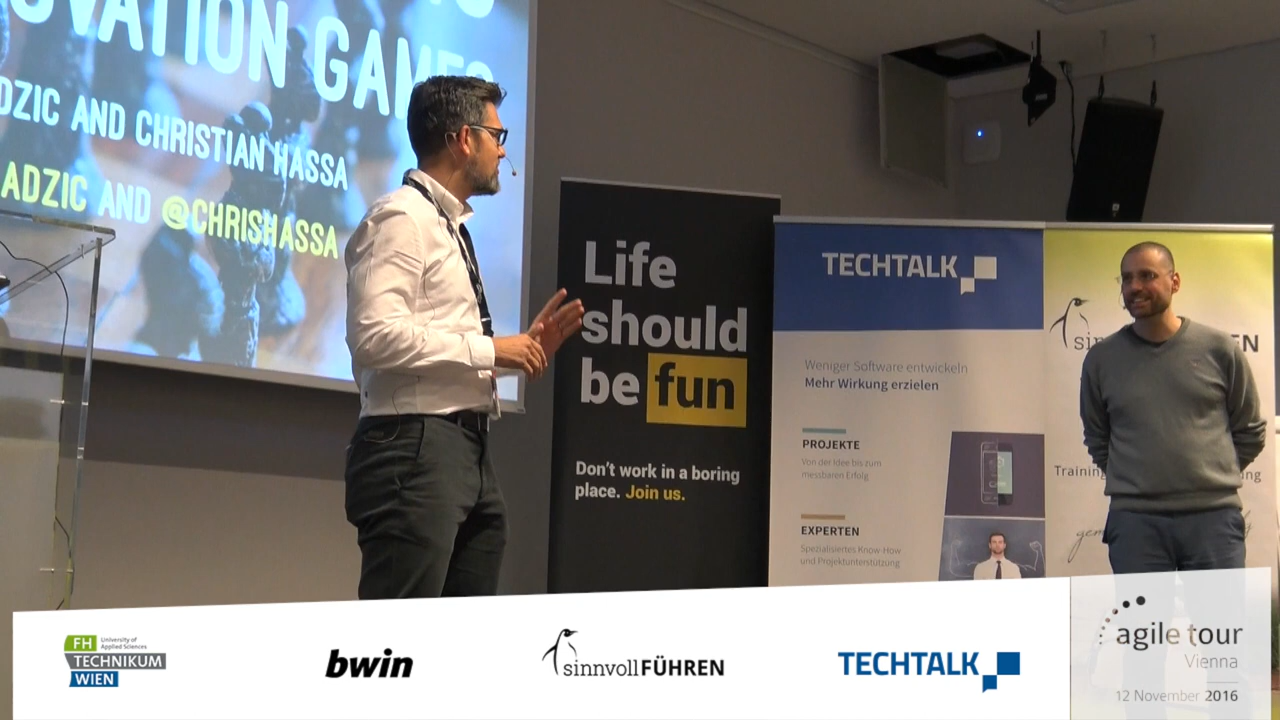 OVATION GAMES
DZIC AND CHRISTIAN HASSA
ADZIC AND @CHRISHASSA
Life
should
be fun
Don't work in a boring
place. Join us.
TECHTALK
Weniger Software entwickeln
Mehr Wirkung erzielen
PROJEKTE
Von der Idee bis zum
messbaren Erfolg
EXPERTEN
Spezialisiertes Know-How
und Projektunterstützung
sin
EN
Training
ng
FH
University of
Applied Sciences
TECHNIKUM
WIEN
bwin
sinnvollFÜHREN
TECHTALK
agile tour
Vienna
12 November 2016